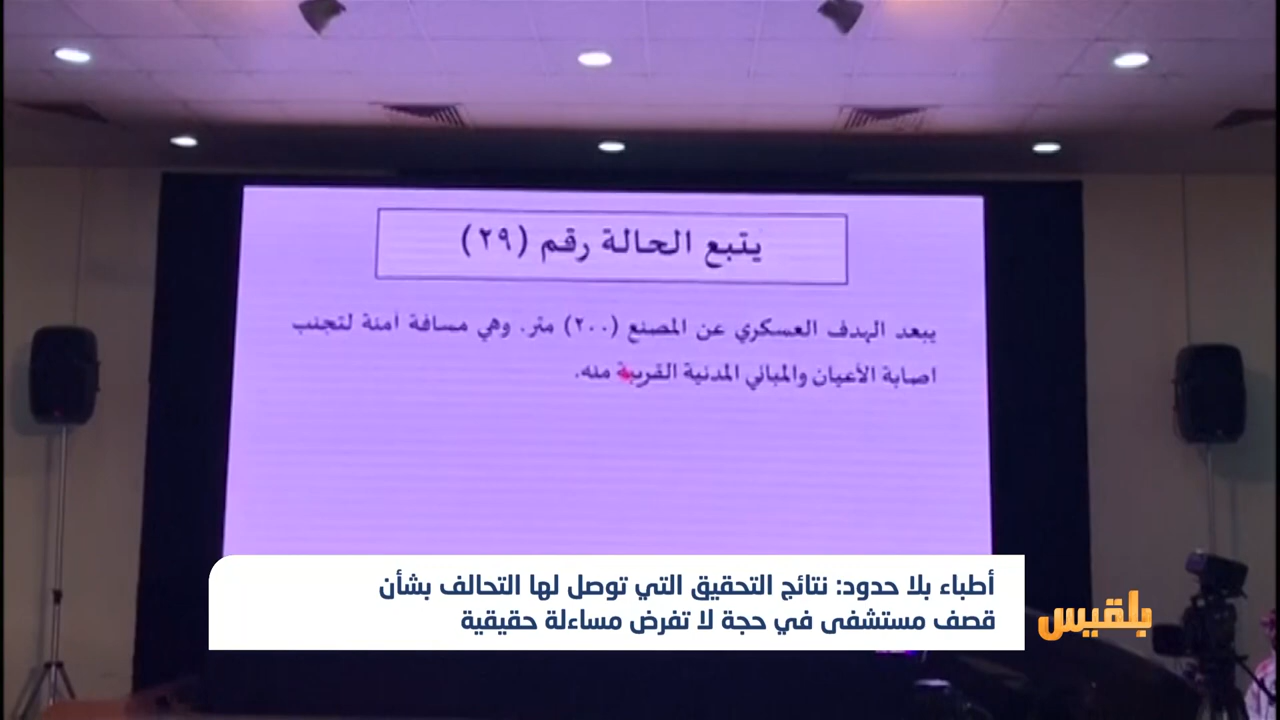 يتبع الحالة رقم (٢٩)
يبعد الهدف العسكري عن المصنع (٢٠٠) متر. وهي مسافة آمنة لتجنب
اصابة الأعيان والمباني المدنية القريبة منه.
أطباء بلا حدود: نتائج التحقيق التي توصل لها التحالف بشأن
قصف مستشفى في حجة لا تفرض مساءلة حقيقية
بلقيس